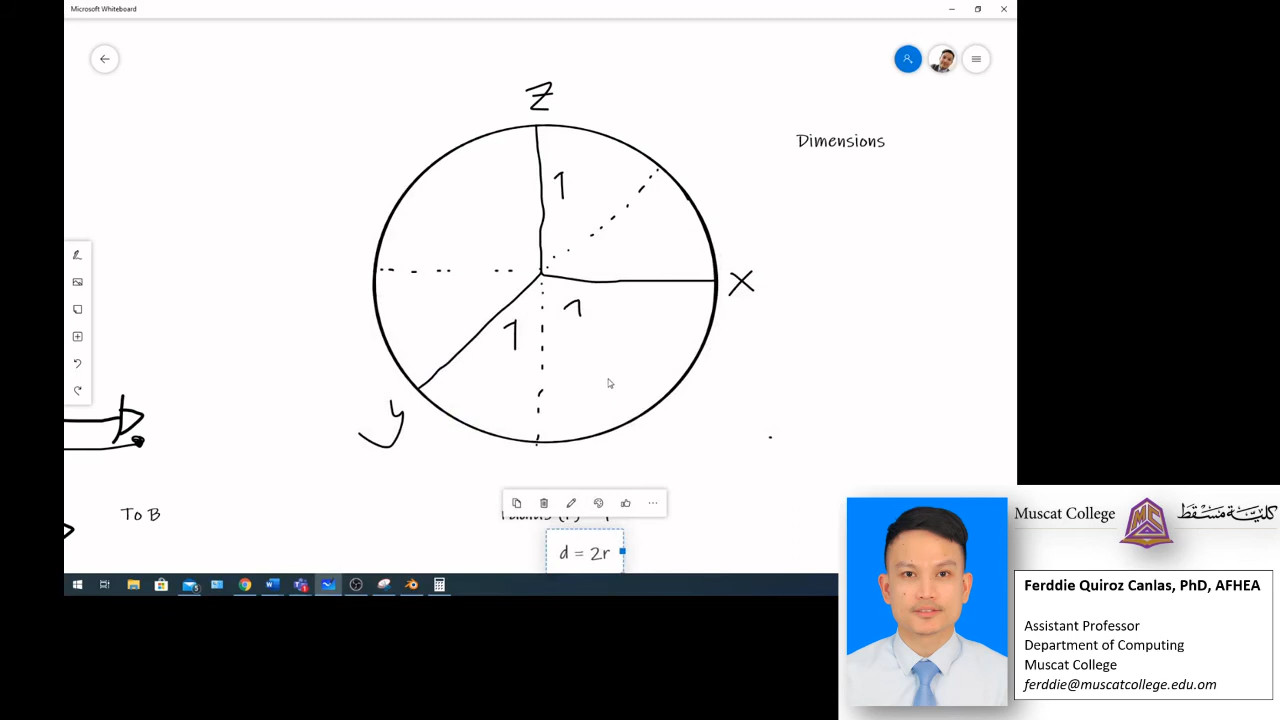 Microsoft Whiteboard
Z
Dimensions
1
X
1
1
y
To B
d = 2r
Muscat College
كلية مسقط
Ferddie Quiroz Canlas, PhD, AFHEA
Assistant Professor
Department of Computing
Muscat College
ferddie@muscatcollege.edu.om